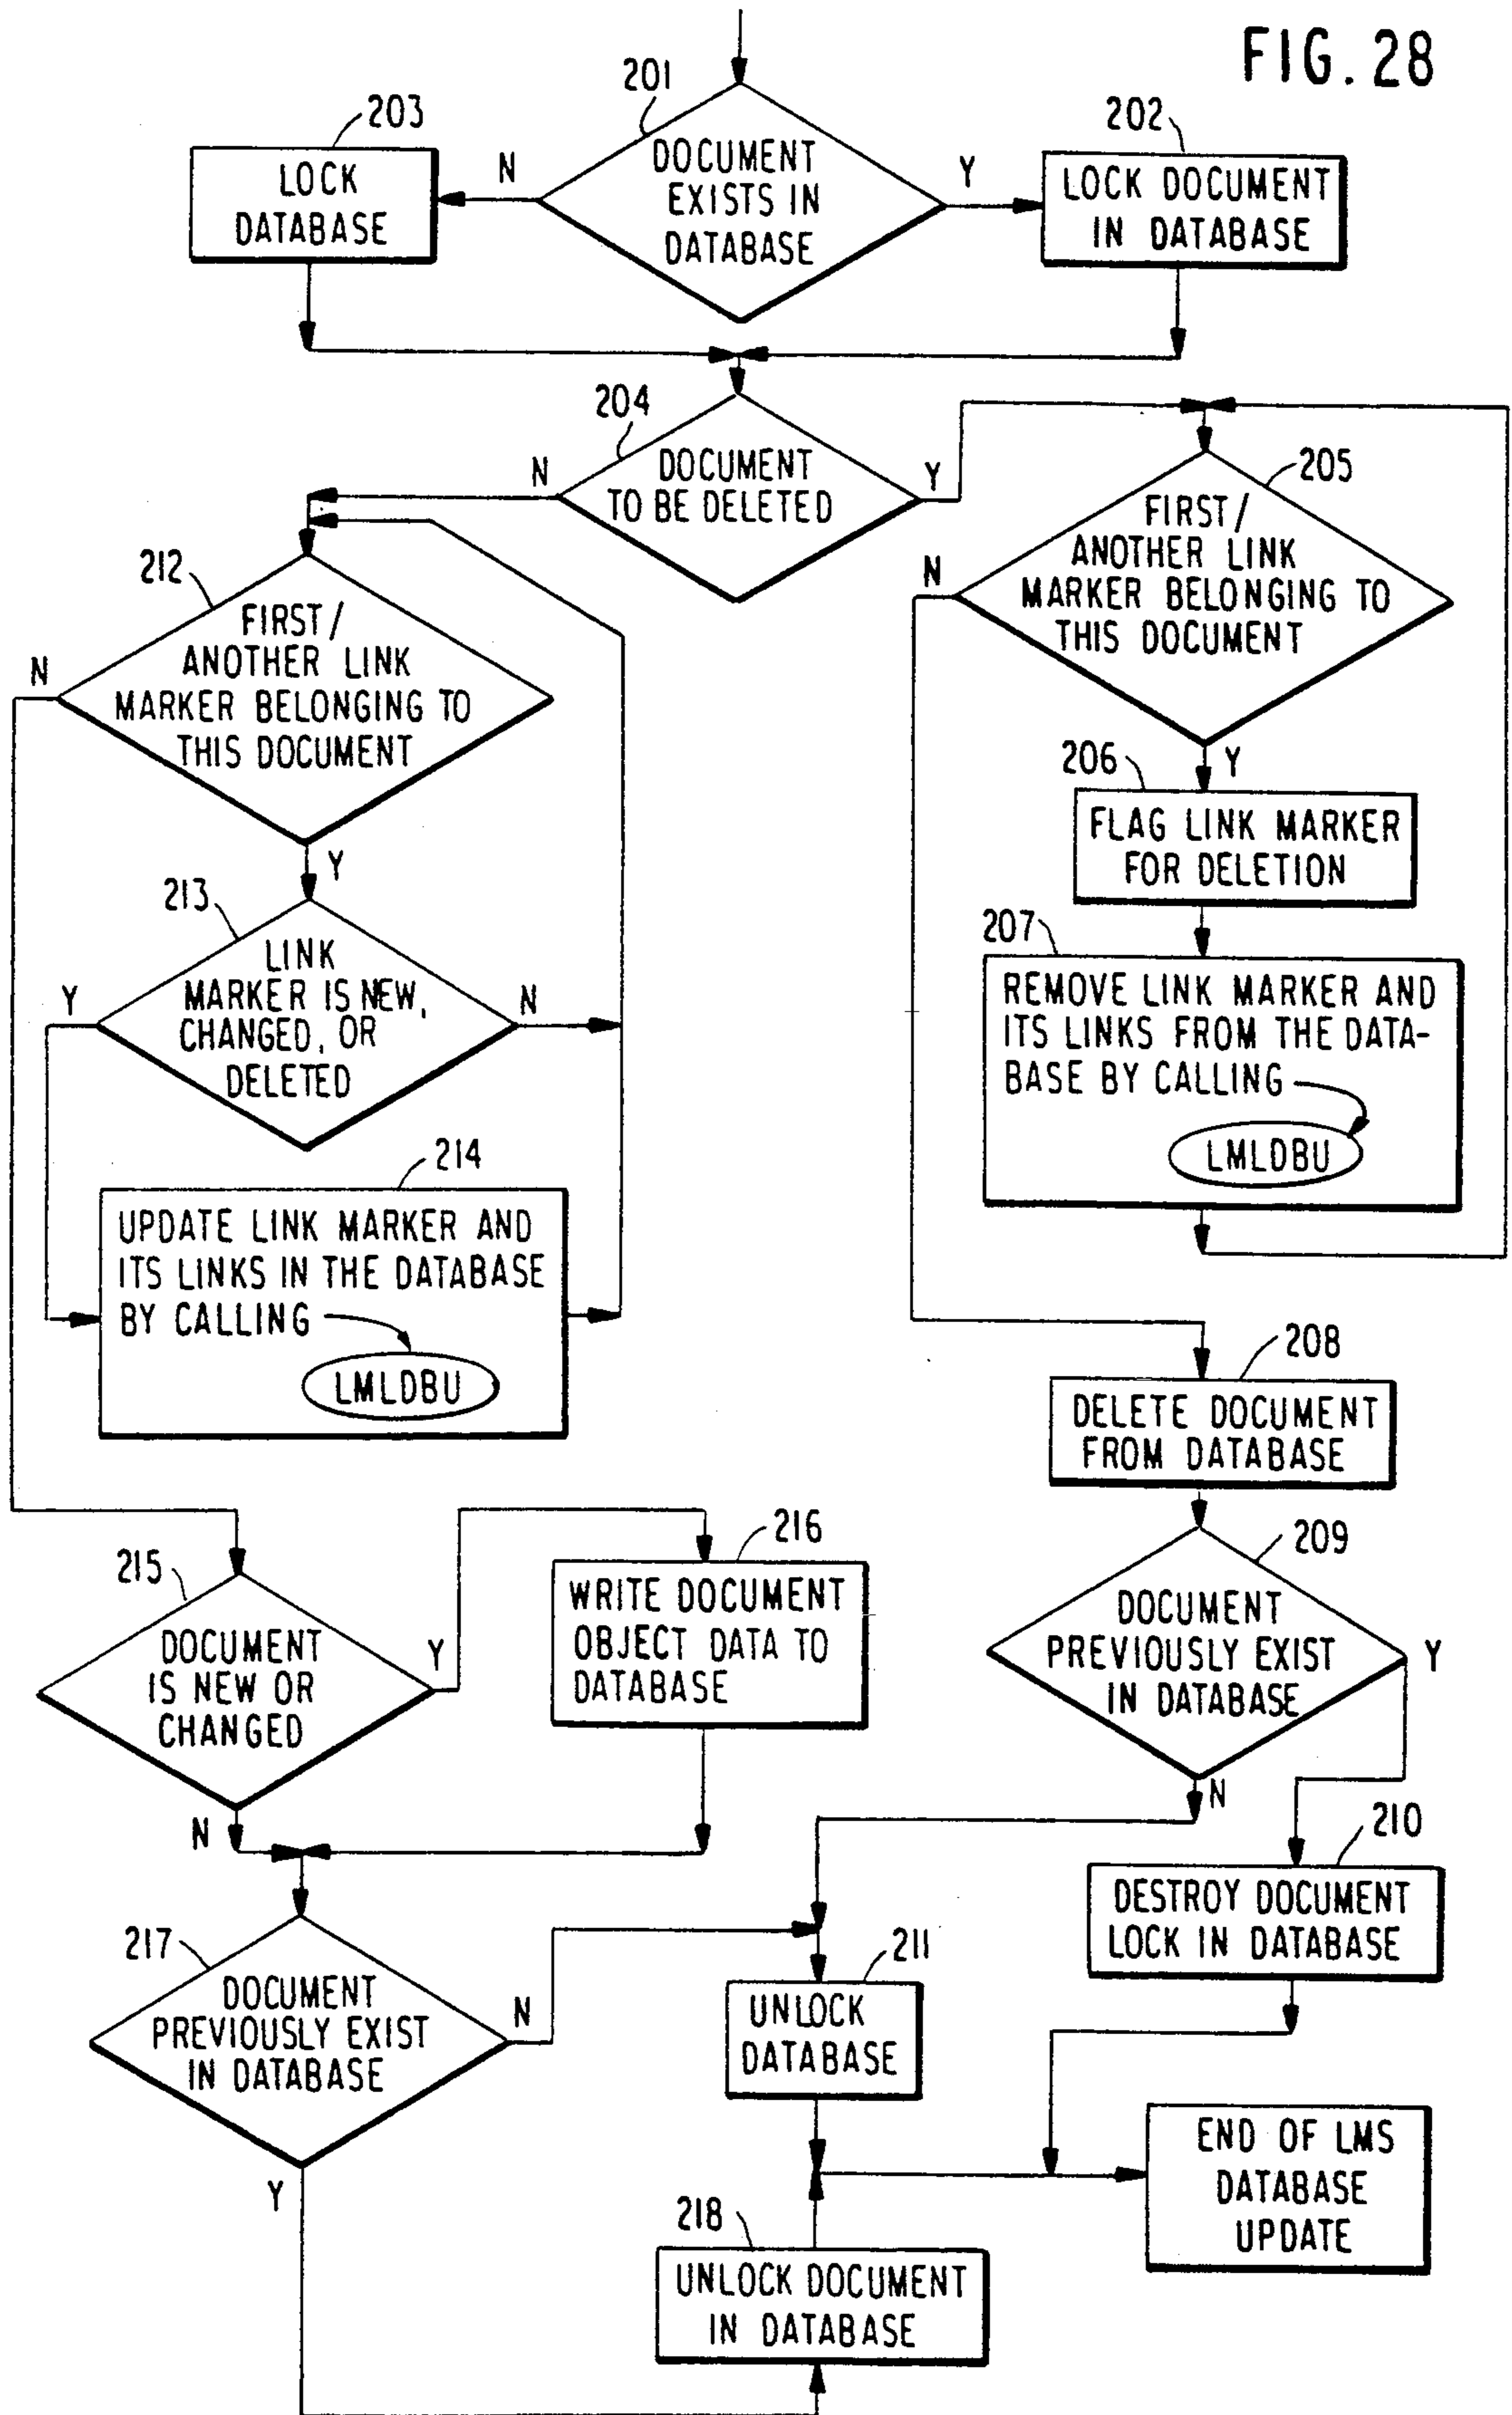 FIG. 28
201
203
202
DOCUMENT
EXISTS IN
DATABASE
N
Y
LOCK
DATABASE
LOCK DOCUMENT
IN DATABASE
204
DOCUMENT
TO BE DELETED
N
Y
205
FIRST/
ANOTHER LINK
MARKER BELONGING TO
THIS DOCUMENT
N
Y
212
FIRST/
ANOTHER LINK
MARKER BELONGING TO
THIS DOCUMENT
N
Y
206
FLAG LINK MARKER
FOR DELETION
213
LINK
MARKER IS NEW,
CHANGED, OR
DELETED
Y
N
207
REMOVE LINK MARKER AND
ITS LINKS FROM THE DATA-
BASE BY CALLING
LMLDBU
214
UPDATE LINK MARKER AND
ITS LINKS IN THE DATABASE
BY CALLING
LMLDBU
208
DELETE DOCUMENT
FROM DATABASE
215
DOCUMENT
IS NEW OR
CHANGED
Y
N
216
WRITE DOCUMENT
OBJECT DATA TO
DATABASE
209
DOCUMENT
PREVIOUSLY EXIST
IN DATABASE
Y
N
210
DESTROY DOCUMENT
LOCK IN DATABASE
217
DOCUMENT
PREVIOUSLY EXIST
IN DATABASE
N
Y
211
UNLOCK
DATABASE
END OF LMS
DATABASE
UPDATE
218
UNLOCK DOCUMENT
IN DATABASE